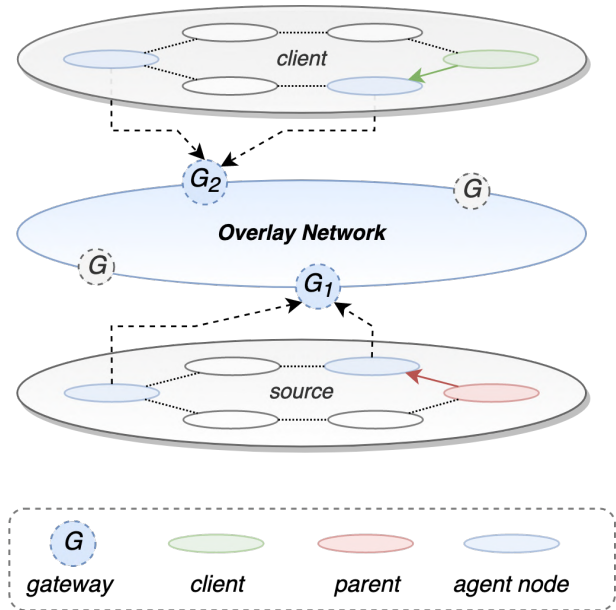 client
G2
G
Overlay Network
G
G1
source
G
gateway client parent agent node